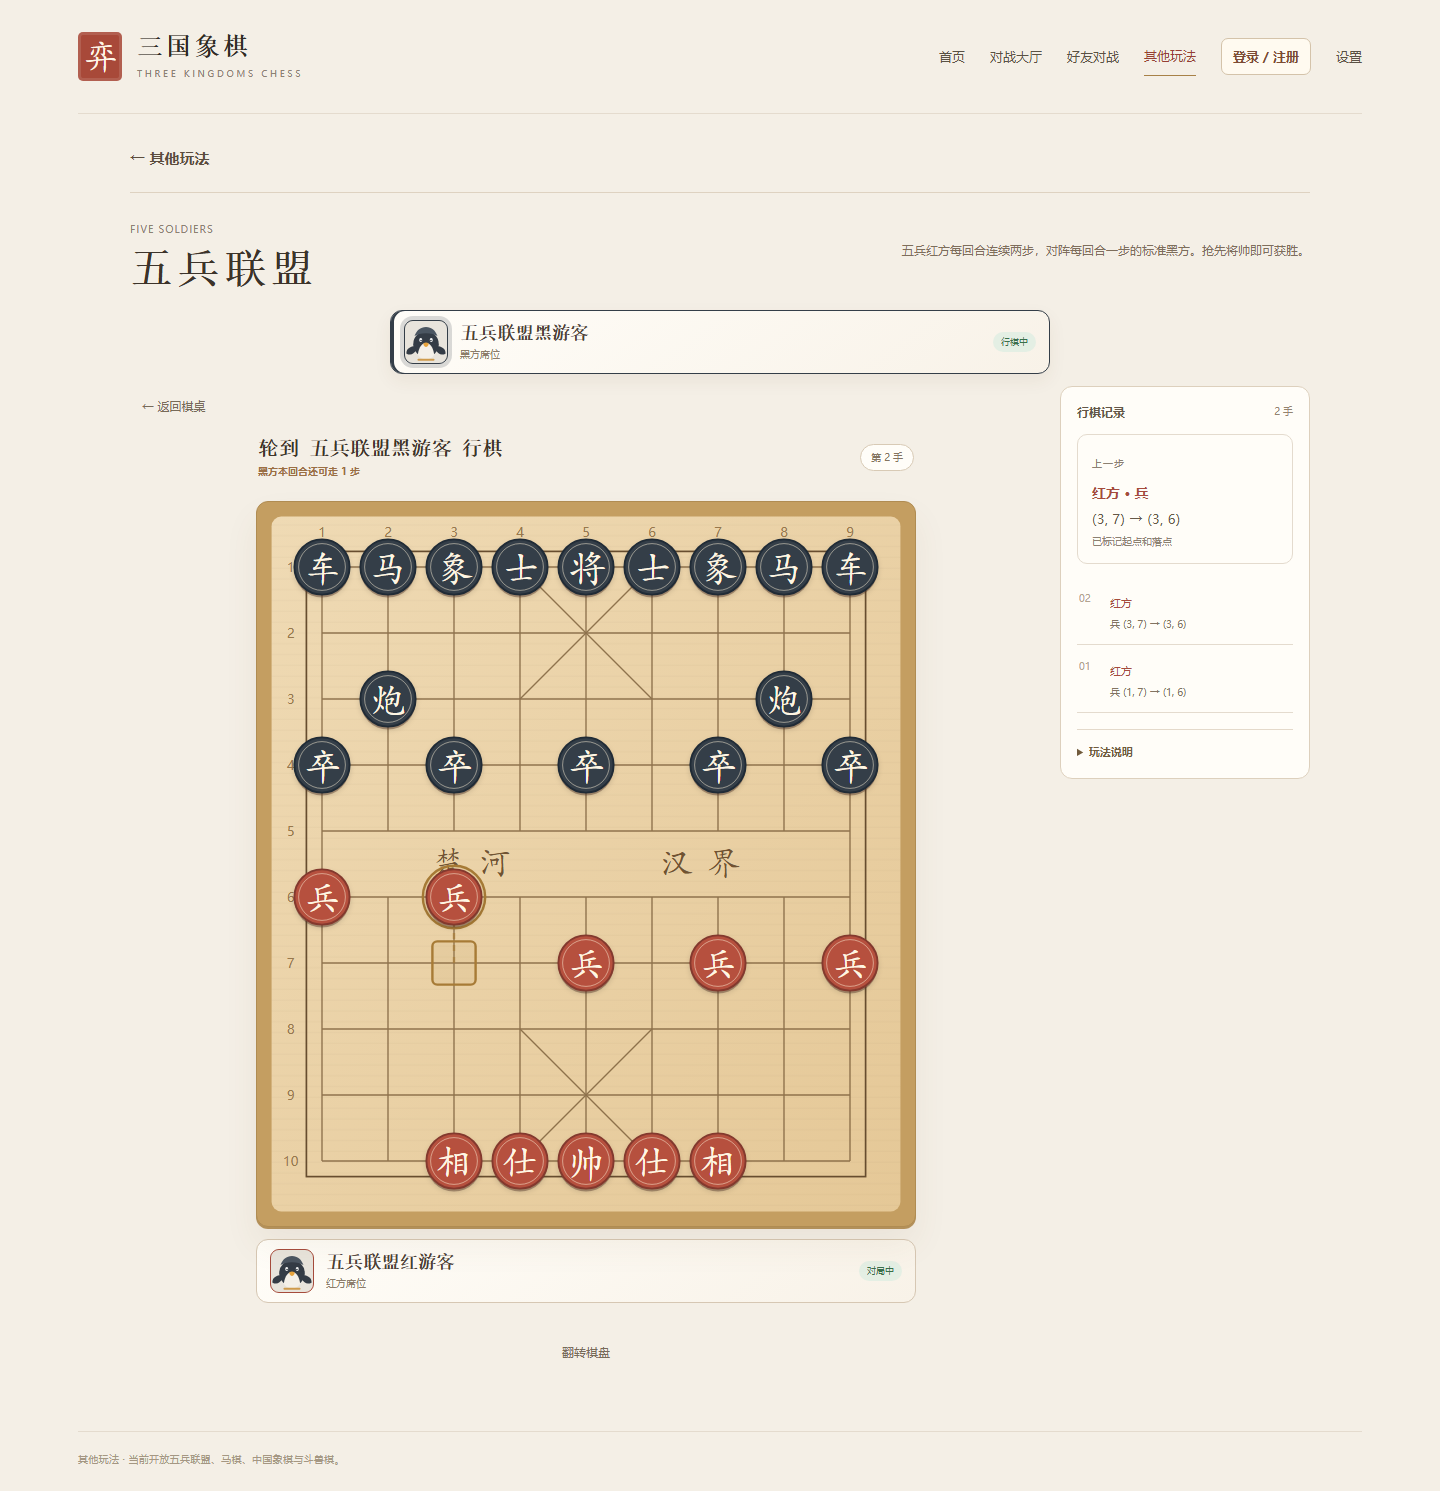 弈
三国象棋
THREE KINGDOMS CHESS
首页 对战大厅 好友对战 其他玩法 登录 / 注册 设置
← 其他玩法
FIVE SOLDIERS
五兵联盟
五兵红方每回合连续两步，对阵每回合一步的标准黑方。抢先将帅即可获胜。
五兵联盟黑游客
黑方席位
行棋中
← 返回棋桌
轮到 五兵联盟黑游客 行棋
黑方本回合还可走 1 步
第 2 手
1 2 3 4 5 6 7 8 9
1 车 马 象 士 将 士 象 马 车
2
3 炮 炮
4 卒 卒 卒 卒 卒
5
楚 河 汉 界
6 兵 兵
7 兵 兵 兵
8
9
10 相 仕 帅 仕 相
五兵联盟红游客
红方席位
对局中
翻转棋盘
行棋记录 2 手
上一步
红方 • 兵
(3, 7) → (3, 6)
已标记起点和落点
02 红方
兵 (3, 7) → (3, 6)
01 红方
兵 (1, 7) → (1, 6)
▶ 玩法说明
其他玩法 · 当前开放五兵联盟、马棋、中国象棋与斗兽棋。